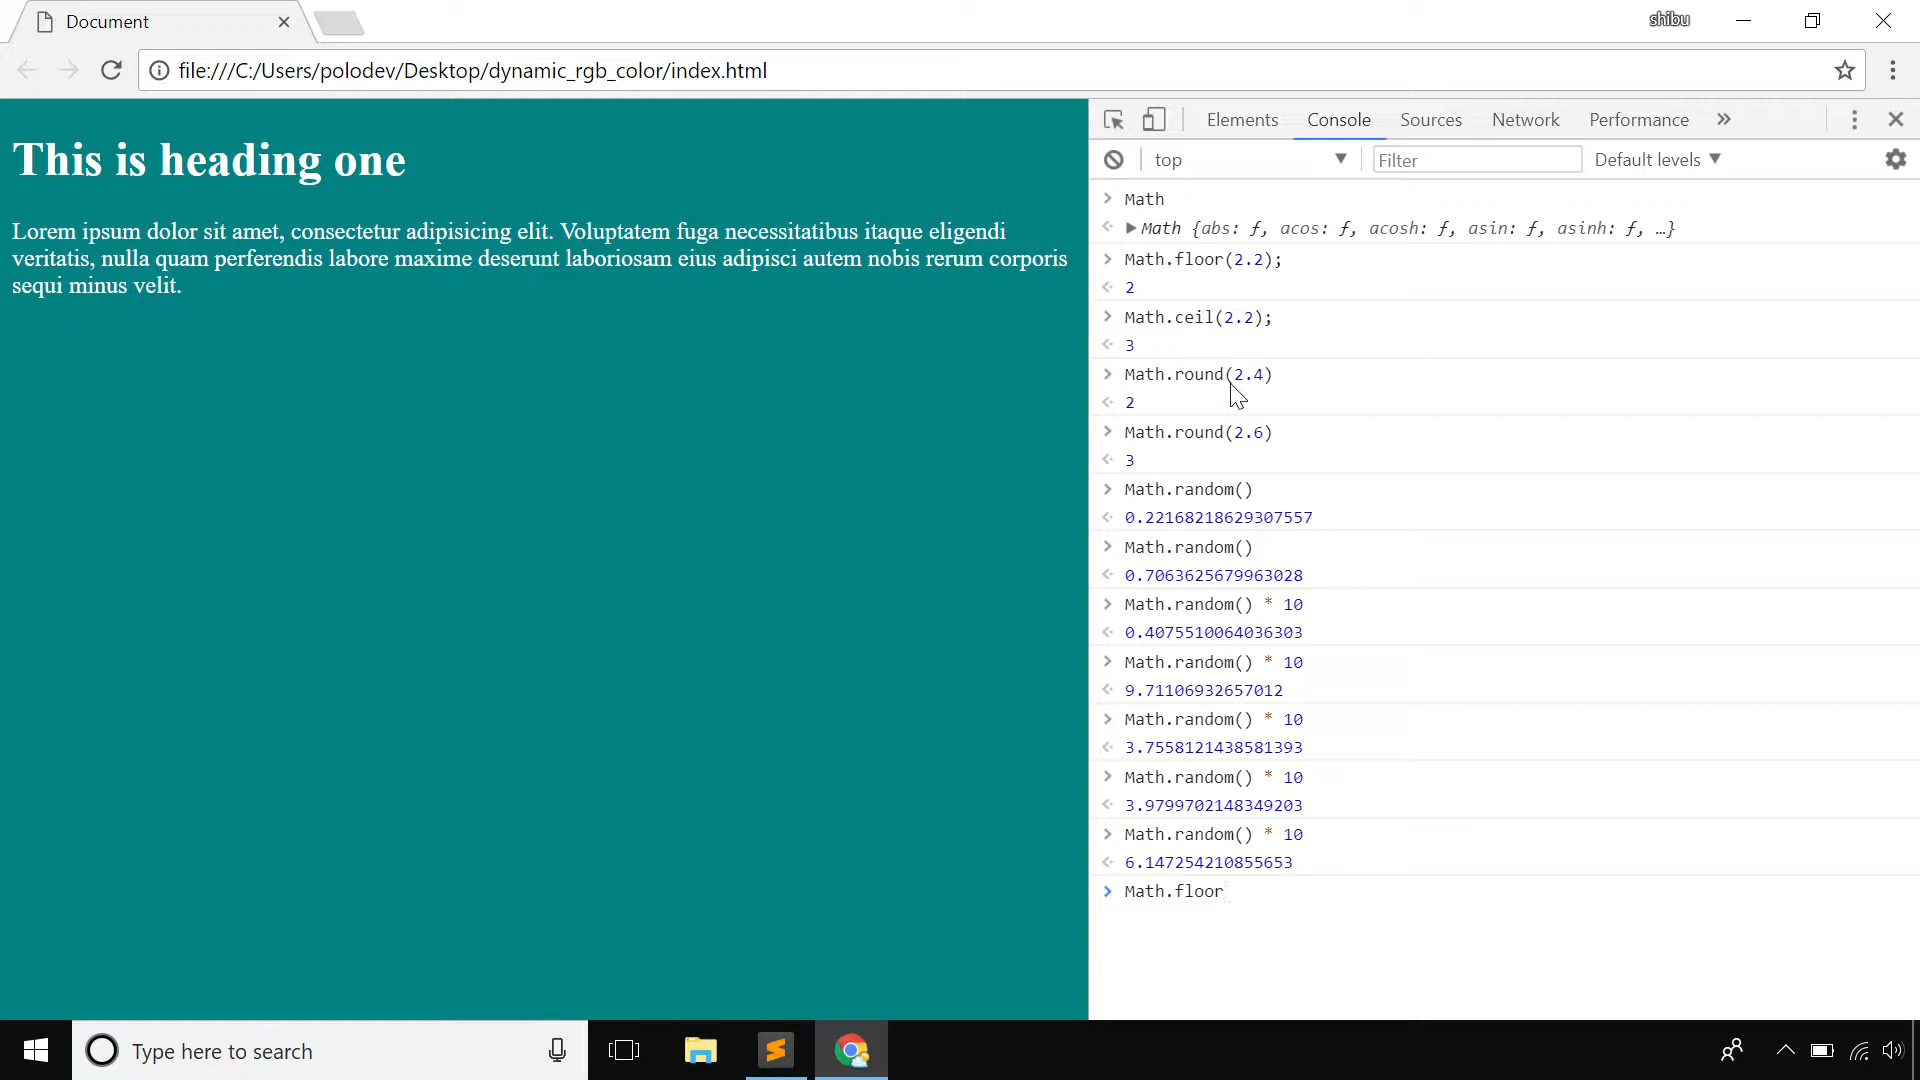 Document
shibu
file:///C:/Users/polodev/Desktop/dynamic_rgb_color/index.html
This is heading one
Lorem ipsum dolor sit amet, consectetur adipisicing elit. Voluptatem fuga necessitatibus itaque eligendi
veritatis, nulla quam perferendis labore maxime deserunt laboriosam eius adipisci autem nobis rerum corporis
sequi minus velit.
Elements Console Sources Network Performance »
top Filter Default levels
Math
Math {abs: ƒ, acos: ƒ, acosh: ƒ, asin: ƒ, asinh: ƒ, …}
Math.floor(2.2);
2
Math.ceil(2.2);
3
Math.round(2.4)
2
Math.round(2.6)
3
Math.random()
0.22168218629307557
Math.random()
0.7063625679963028
Math.random() * 10
0.4075510064036303
Math.random() * 10
9.71106932657012
Math.random() * 10
3.7558121438581393
Math.random() * 10
3.9799702148349203
Math.random() * 10
6.147254210855653
Math.floor
Type here to search